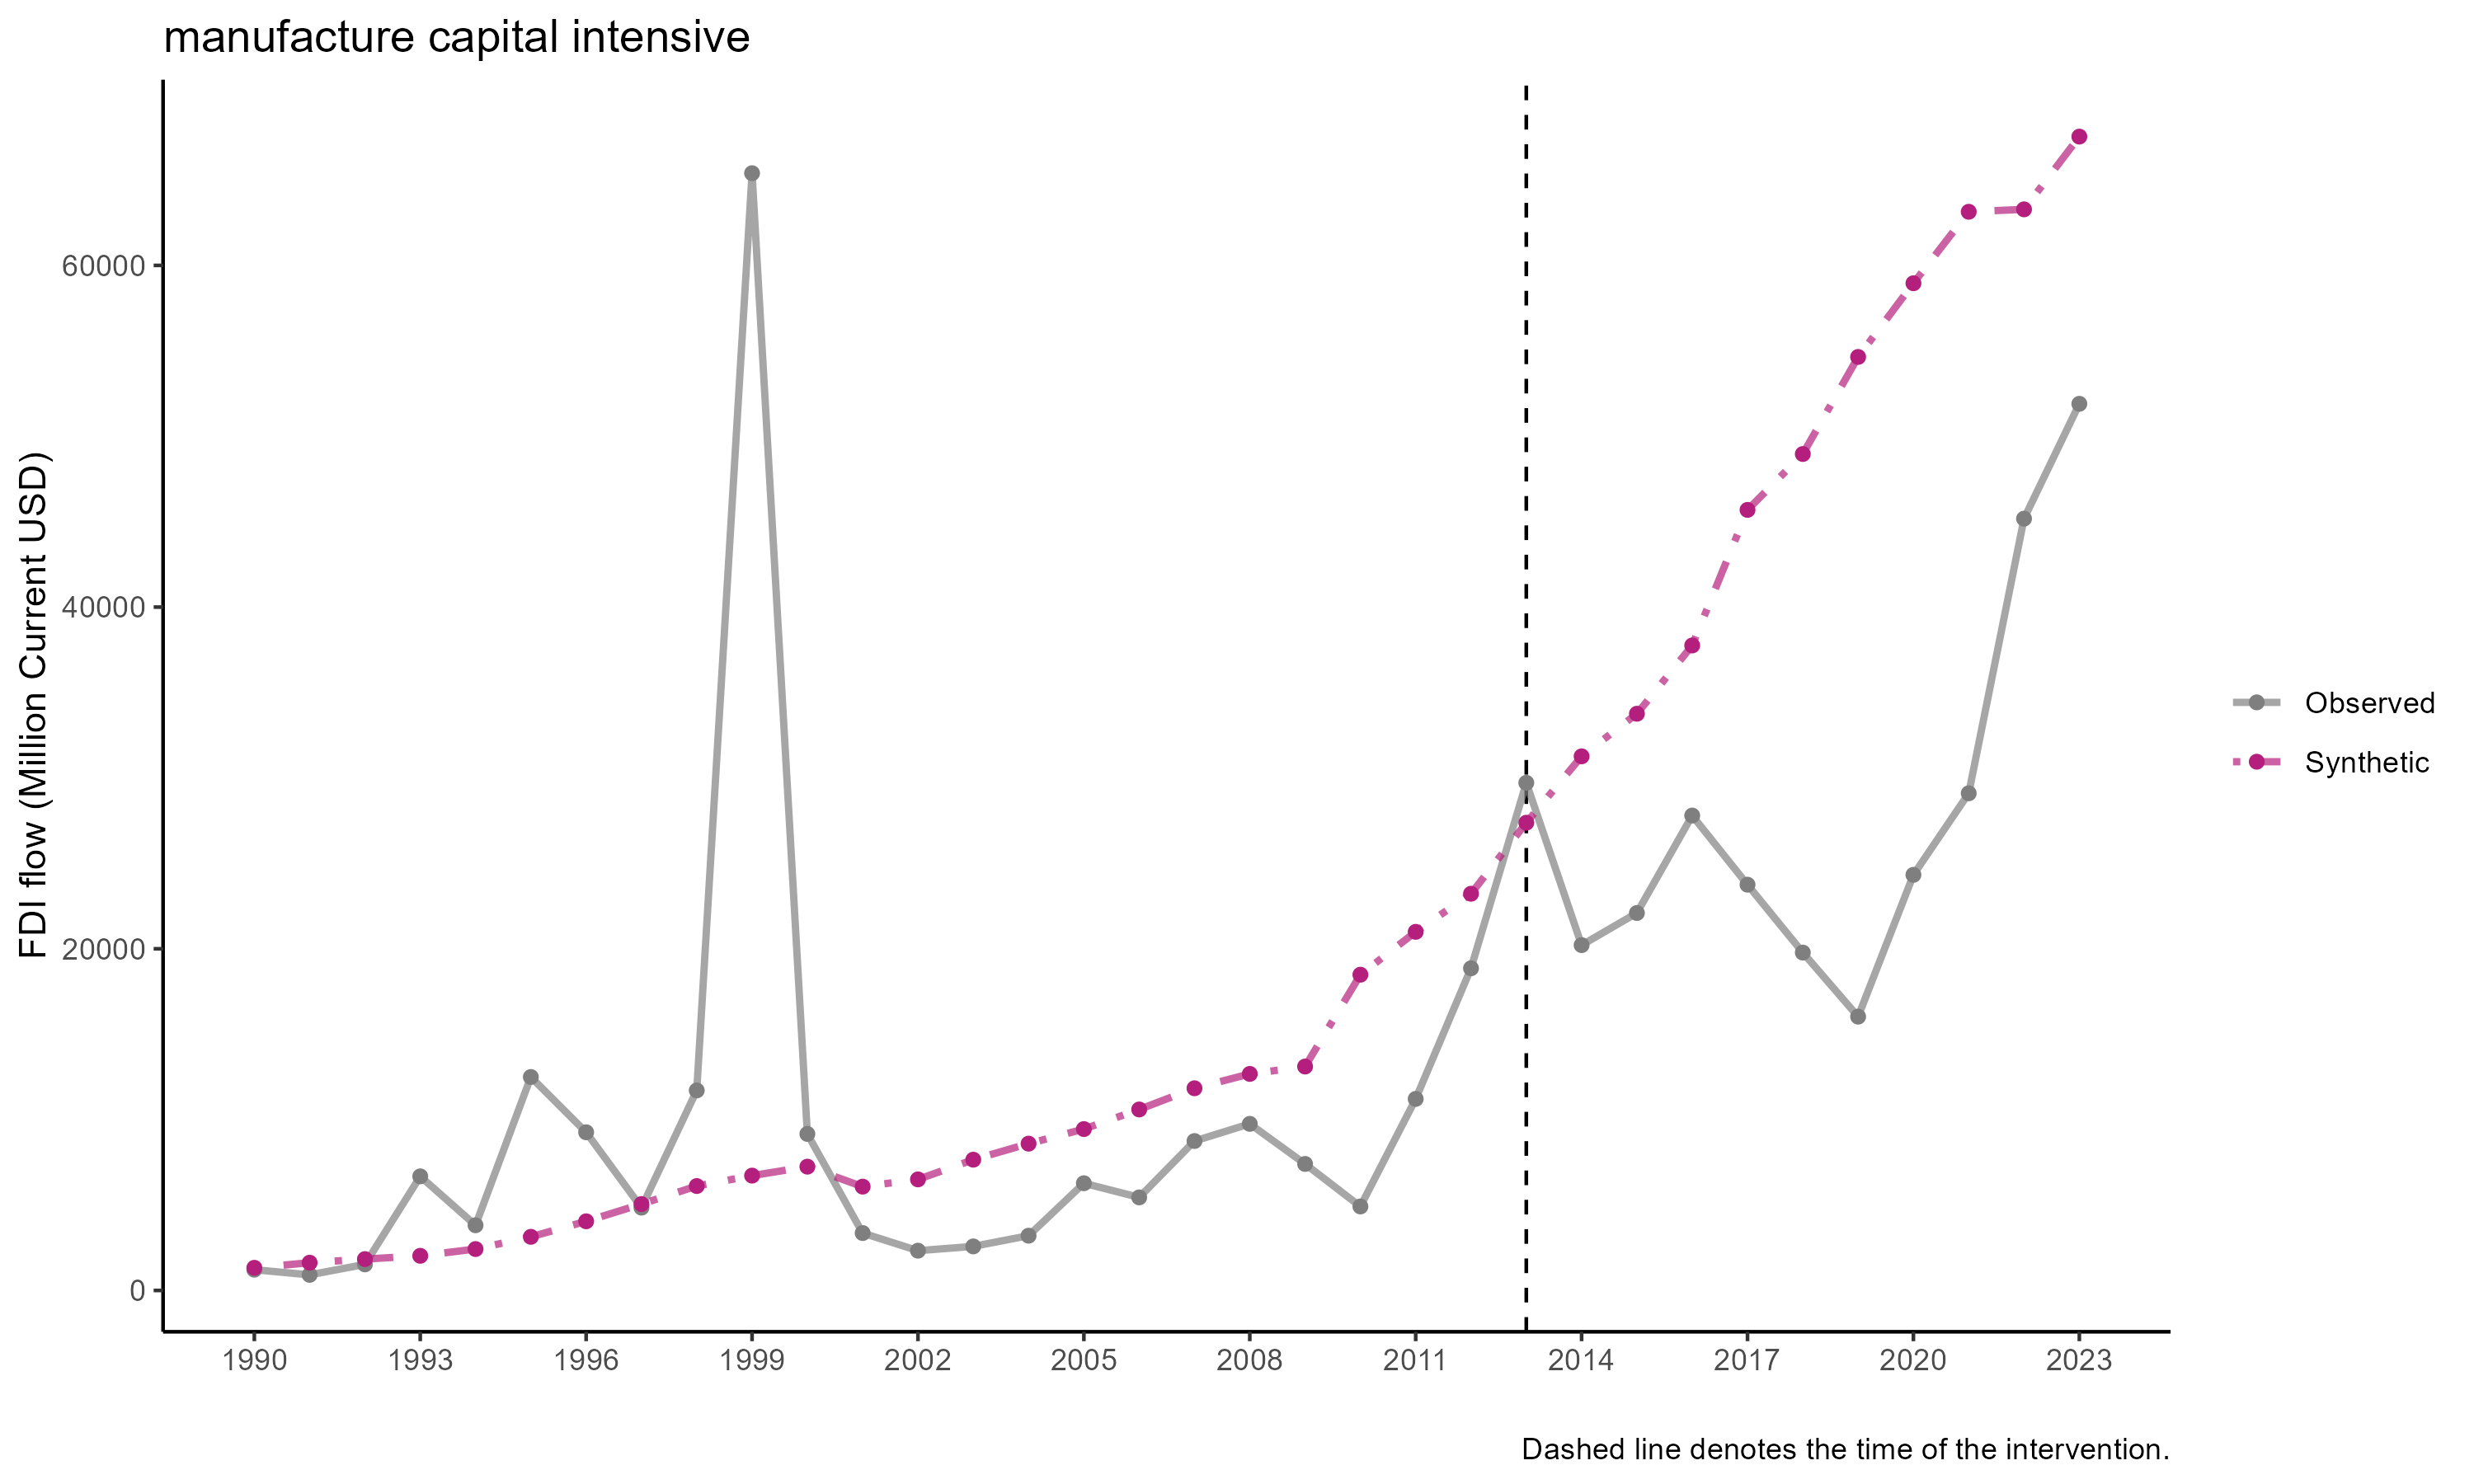 manufacture capital intensive
FDI flow (Million Current USD)
60000
40000
20000
0
1990 1993 1996 1999 2002 2005 2008 2011 2014 2017 2020 2023
Observed
Synthetic
Dashed line denotes the time of the intervention.